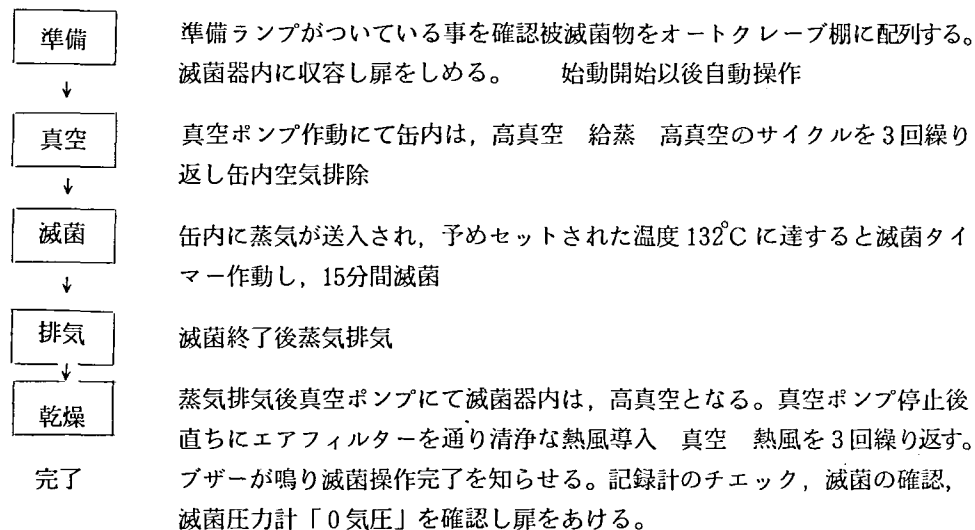 準備　準備ランプがついている事を確認被滅菌物をオートクレーブ棚に配列する。
滅菌器内に収容し扉をしめる。　　始動開始以後自動操作
↓
真空　真空ポンプ作動にて缶内は，高真空　給蒸　高真空のサイクルを3回繰り
返し缶内空気排除
↓
滅菌　缶内に蒸気が送入され，予めセットされた温度132℃に達すると滅菌タイ
マー作動し，15分間滅菌
↓
排気　滅菌終了後蒸気排気
↓
乾燥　蒸気排気後真空ポンプにて滅菌器内は，高真空となる。真空ポンプ停止後
直ちにエアフィルターを通り清浄な熱風導入　真空　熱風を3回繰り返す。
完了　ブザーが鳴り滅菌操作完了を知らせる。記録計のチェック，滅菌の確認，
滅菌圧力計「0気圧」を確認し扉をあける。